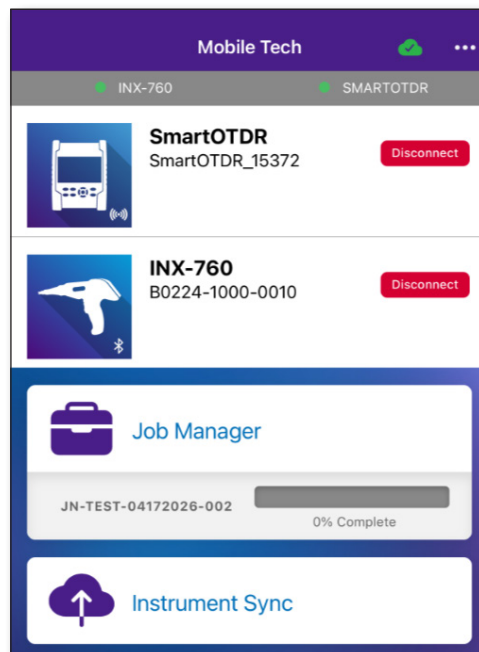 Mobile Tech
INX-760 SMARTOTDR
SmartOTDR
SmartOTDR_15372
Disconnect
INX-760
B0224-1000-0010
Disconnect
Job Manager
JN-TEST-04172026-002
0% Complete
Instrument Sync